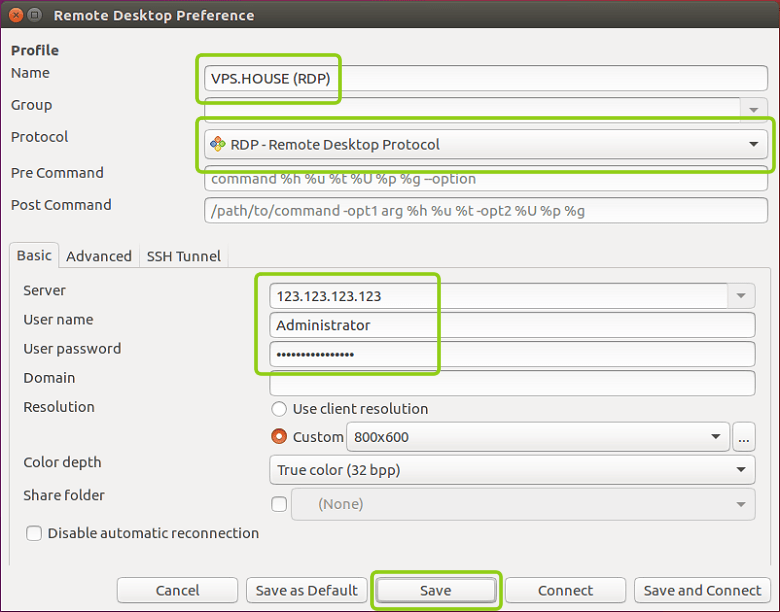 Remote Desktop Preference
Profile
Name VPS.HOUSE (RDP)
Group
Protocol RDP - Remote Desktop Protocol
Pre Command command %h %u %t %U %p %g --option
Post Command /path/to/command -opt1 arg %h %u %t -opt2 %U %p %g
Basic Advanced SSH Tunnel
Server 123.123.123.123
User name Administrator
User password ••••••••••••••••
Domain
Resolution Use client resolution
Custom 800x600 ...
Color depth True color (32 bpp)
Share folder (None)
Disable automatic reconnection
Cancel Save as Default Save Connect Save and Connect